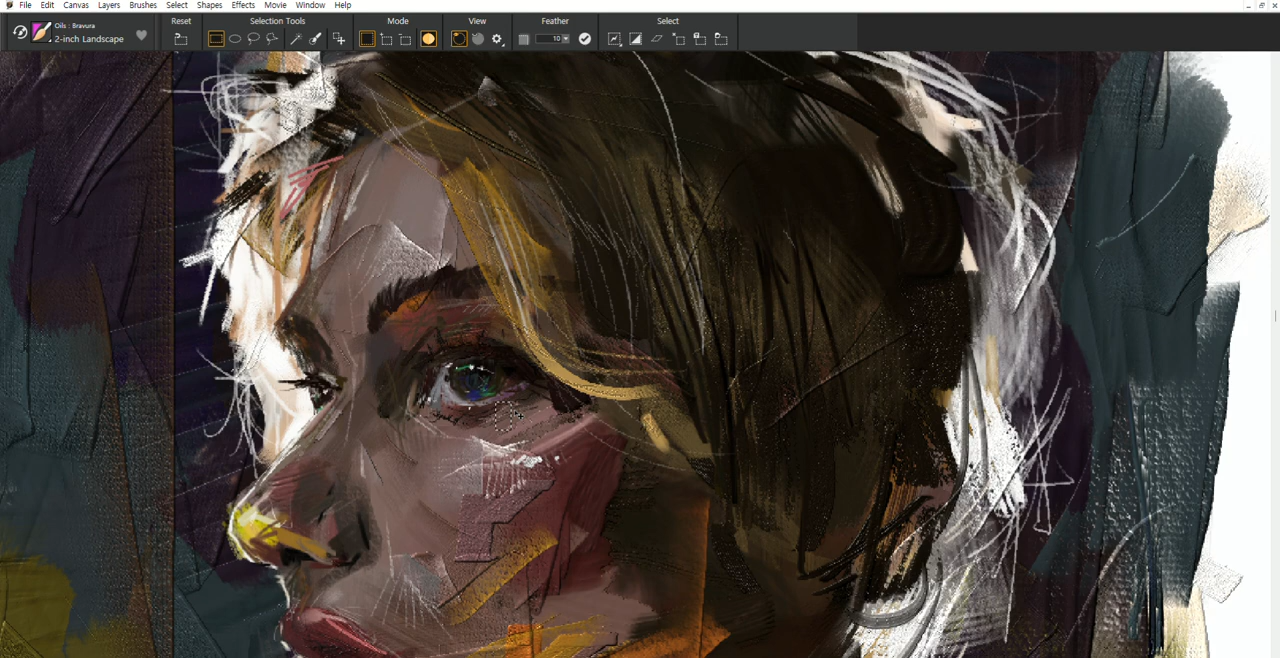 File Edit Canvas Layers Brushes Select Shapes Effects Movie Window Help
Oils : Bravura
2-inch Landscape
Reset Selection Tools Mode View Feather Select
10